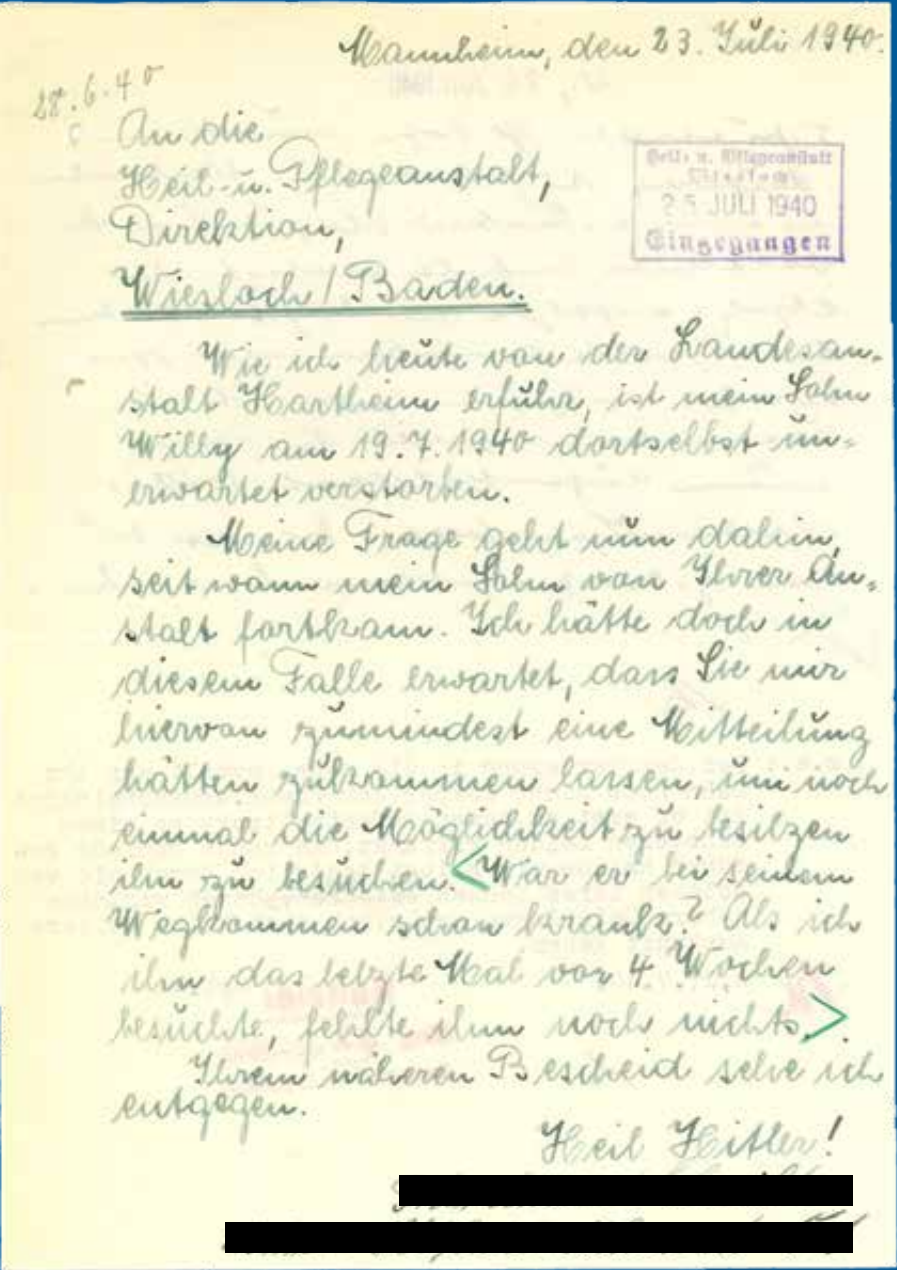 Mannheim, den 23. Juli 1940.
28.6.40
An die
Heil- u. Pflegeanstalt,
Direktion,
Wiesloch / Baden.
Heil- u. Pflegeanstalt
Wiesloch
25 JULI 1940
Eingegangen
Wie ich heute von der Landesan-
stalt Hartheim erfuhr, ist mein Sohn
Willy am 19.7.1940 dortselbst un-
erwartet verstorben.
Meine Frage geht nun dahin,
seit wann mein Sohn von Ihrer An-
stalt fortkam. Ich hätte doch in
diesem Falle erwartet, dass Sie mir
hiervon zumindest eine Mitteilung
hätten zukommen lassen, um noch
einmal die Möglichkeit zu besitzen
ihn zu besuchen. < War er bei seinem
Wegkommen schon krank? Als ich
ihn das letzte Mal vor 4 Wochen
besuchte, fehlte ihm noch nichts. >
Ihrem näheren Bescheid sehe ich
entgegen.
Heil Hitler!